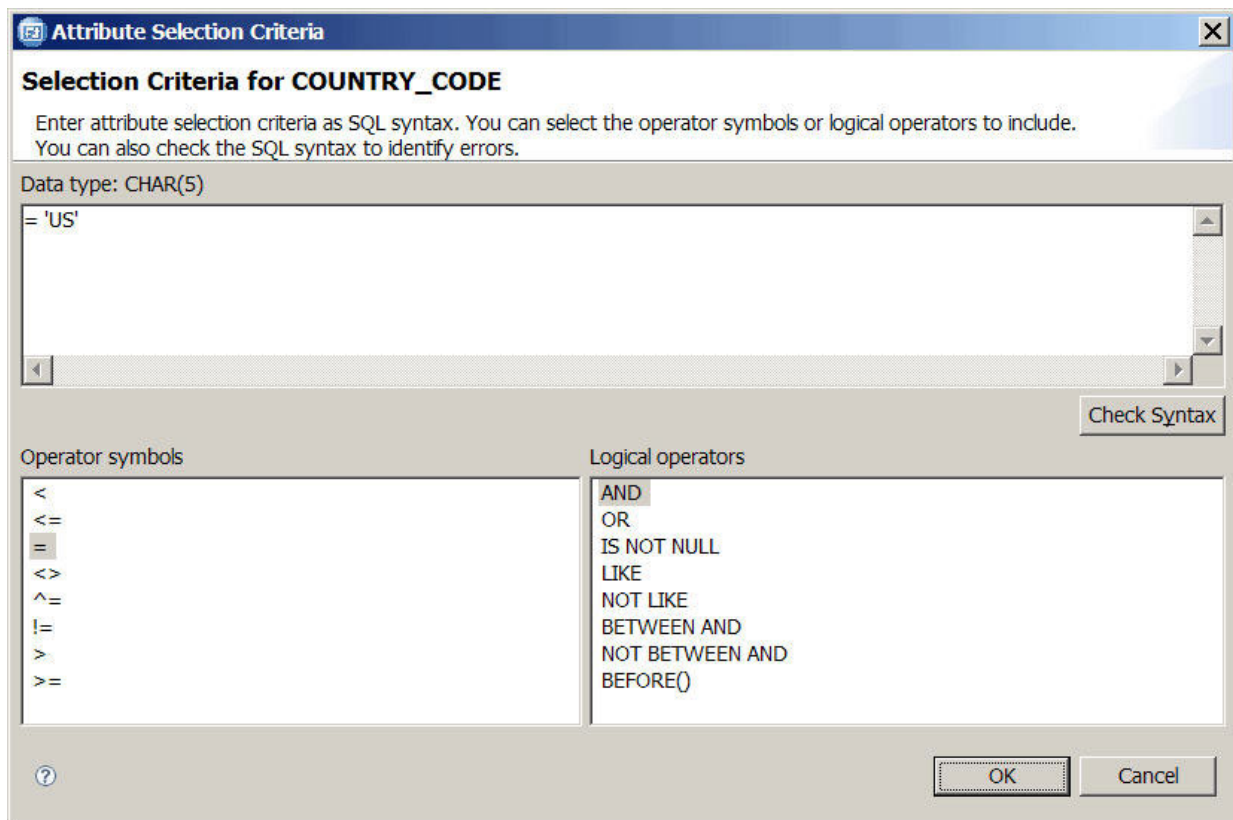 Attribute Selection Criteria
Selection Criteria for COUNTRY_CODE
Enter attribute selection criteria as SQL syntax. You can select the operator symbols or logical operators to include.
You can also check the SQL syntax to identify errors.
Data type: CHAR(5)
= 'US'
Check Syntax
Operator symbols
<
<=
=
<>
^=
!=
>
>=
Logical operators
AND
OR
IS NOT NULL
LIKE
NOT LIKE
BETWEEN AND
NOT BETWEEN AND
BEFORE()
?
OK
Cancel